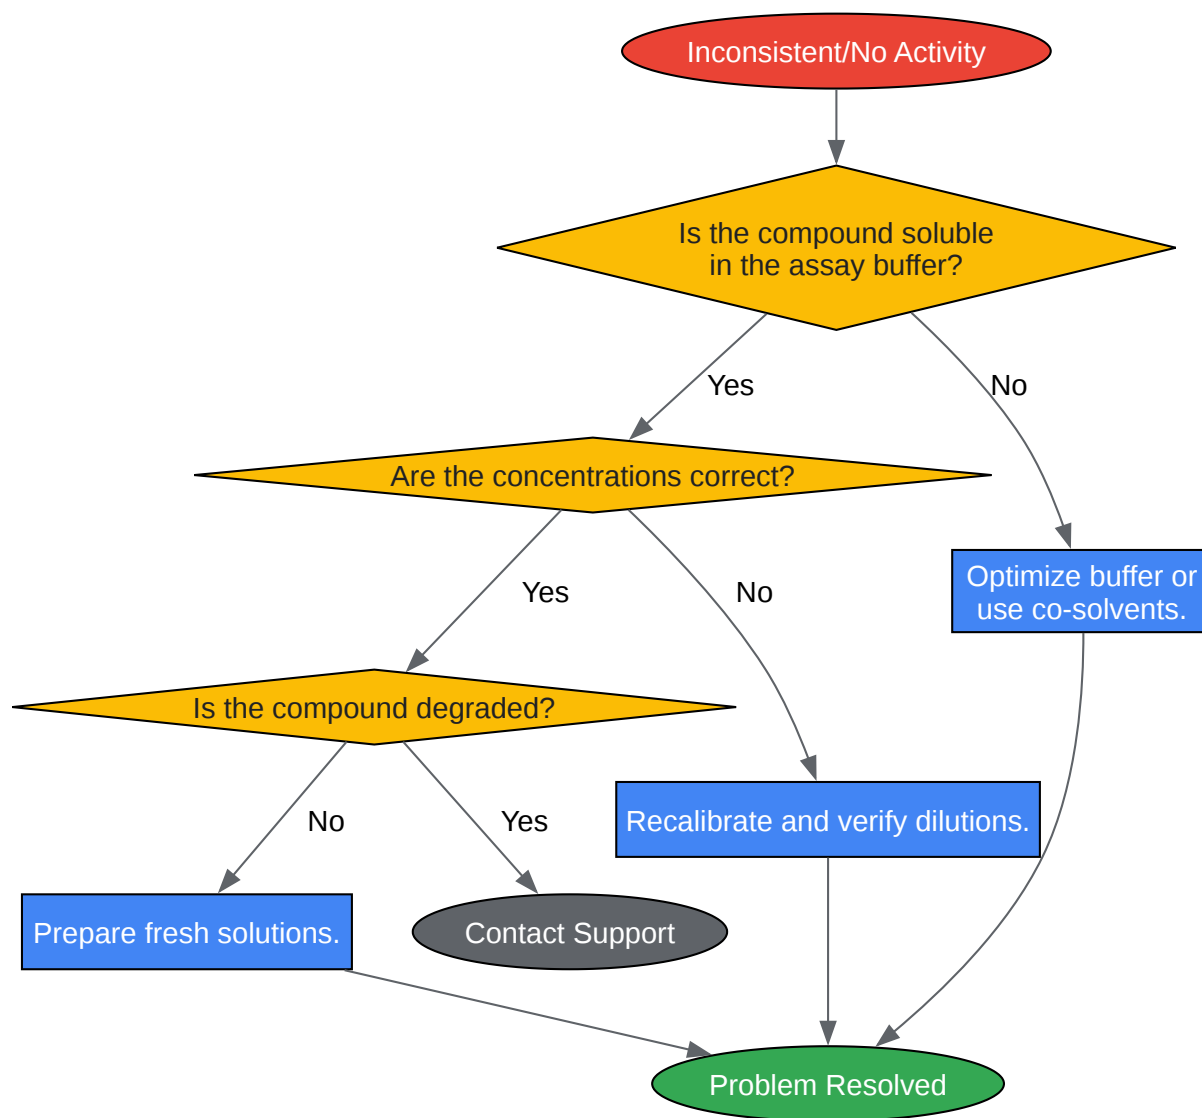 Inconsistent/No Activity
Is the compound soluble
in the assay buffer?
Yes
No
Are the concentrations correct?
Optimize buffer or
use co-solvents.
Yes
No
Is the compound degraded?
No
Yes
Recalibrate and verify dilutions.
Prepare fresh solutions.
Contact Support
Problem Resolved